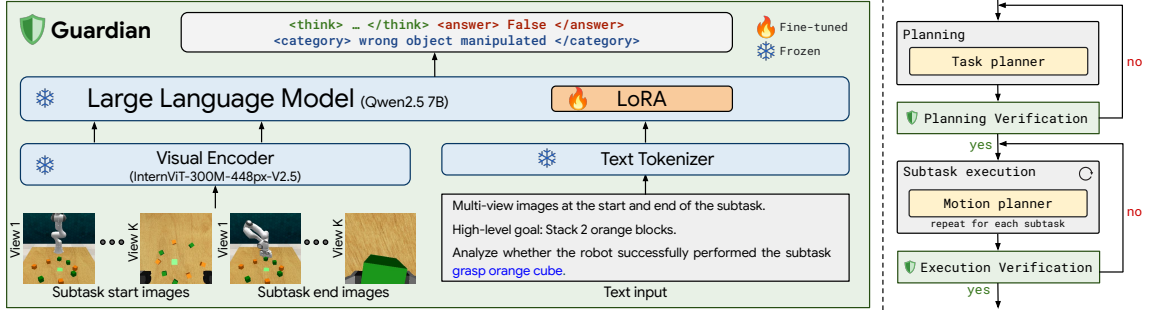 Guardian
<think> … </think> <answer> False </answer>
<category> wrong object manipulated </category>
Fine-tuned
Frozen
Large Language Model (Qwen2.5 7B)
LoRA
Visual Encoder
(InternViT-300M-448px-V2.5)
Text Tokenizer
View 1
View K
View 1
View K
Subtask start images
Subtask end images
Multi-view images at the start and end of the subtask.
High-level goal: Stack 2 orange blocks.
Analyze whether the robot successfully performed the subtask
grasp orange cube.
Text input
Planning
Task planner
no
Planning Verification
yes
Subtask execution
Motion planner
repeat for each subtask
no
Execution Verification
yes